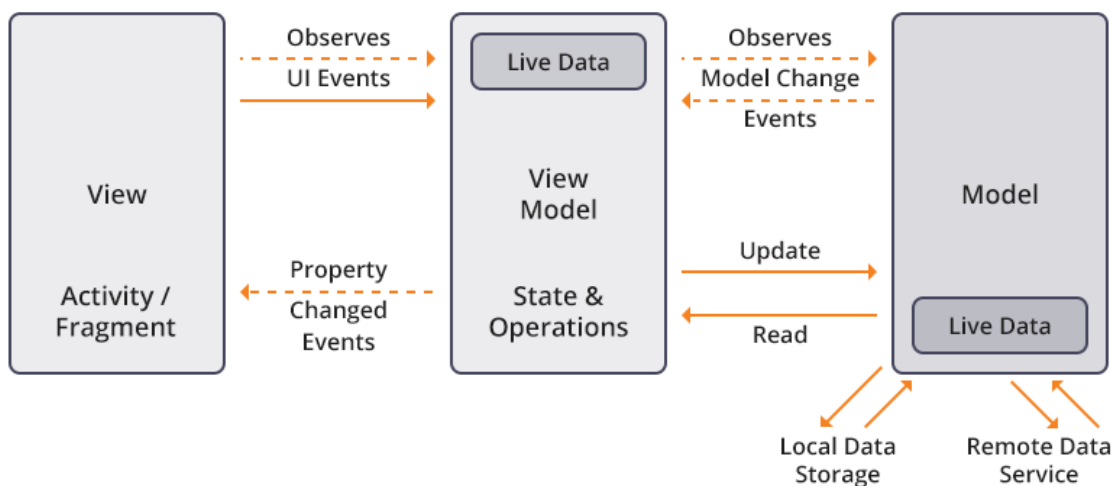 Observes
UI Events
Live Data
Observes
Model Change
Events
View
View
Model
Model
Activity /
Fragment
Property
Changed
Events
State &
Operations
Update
Read
Live Data
Local Data
Storage
Remote Data
Service